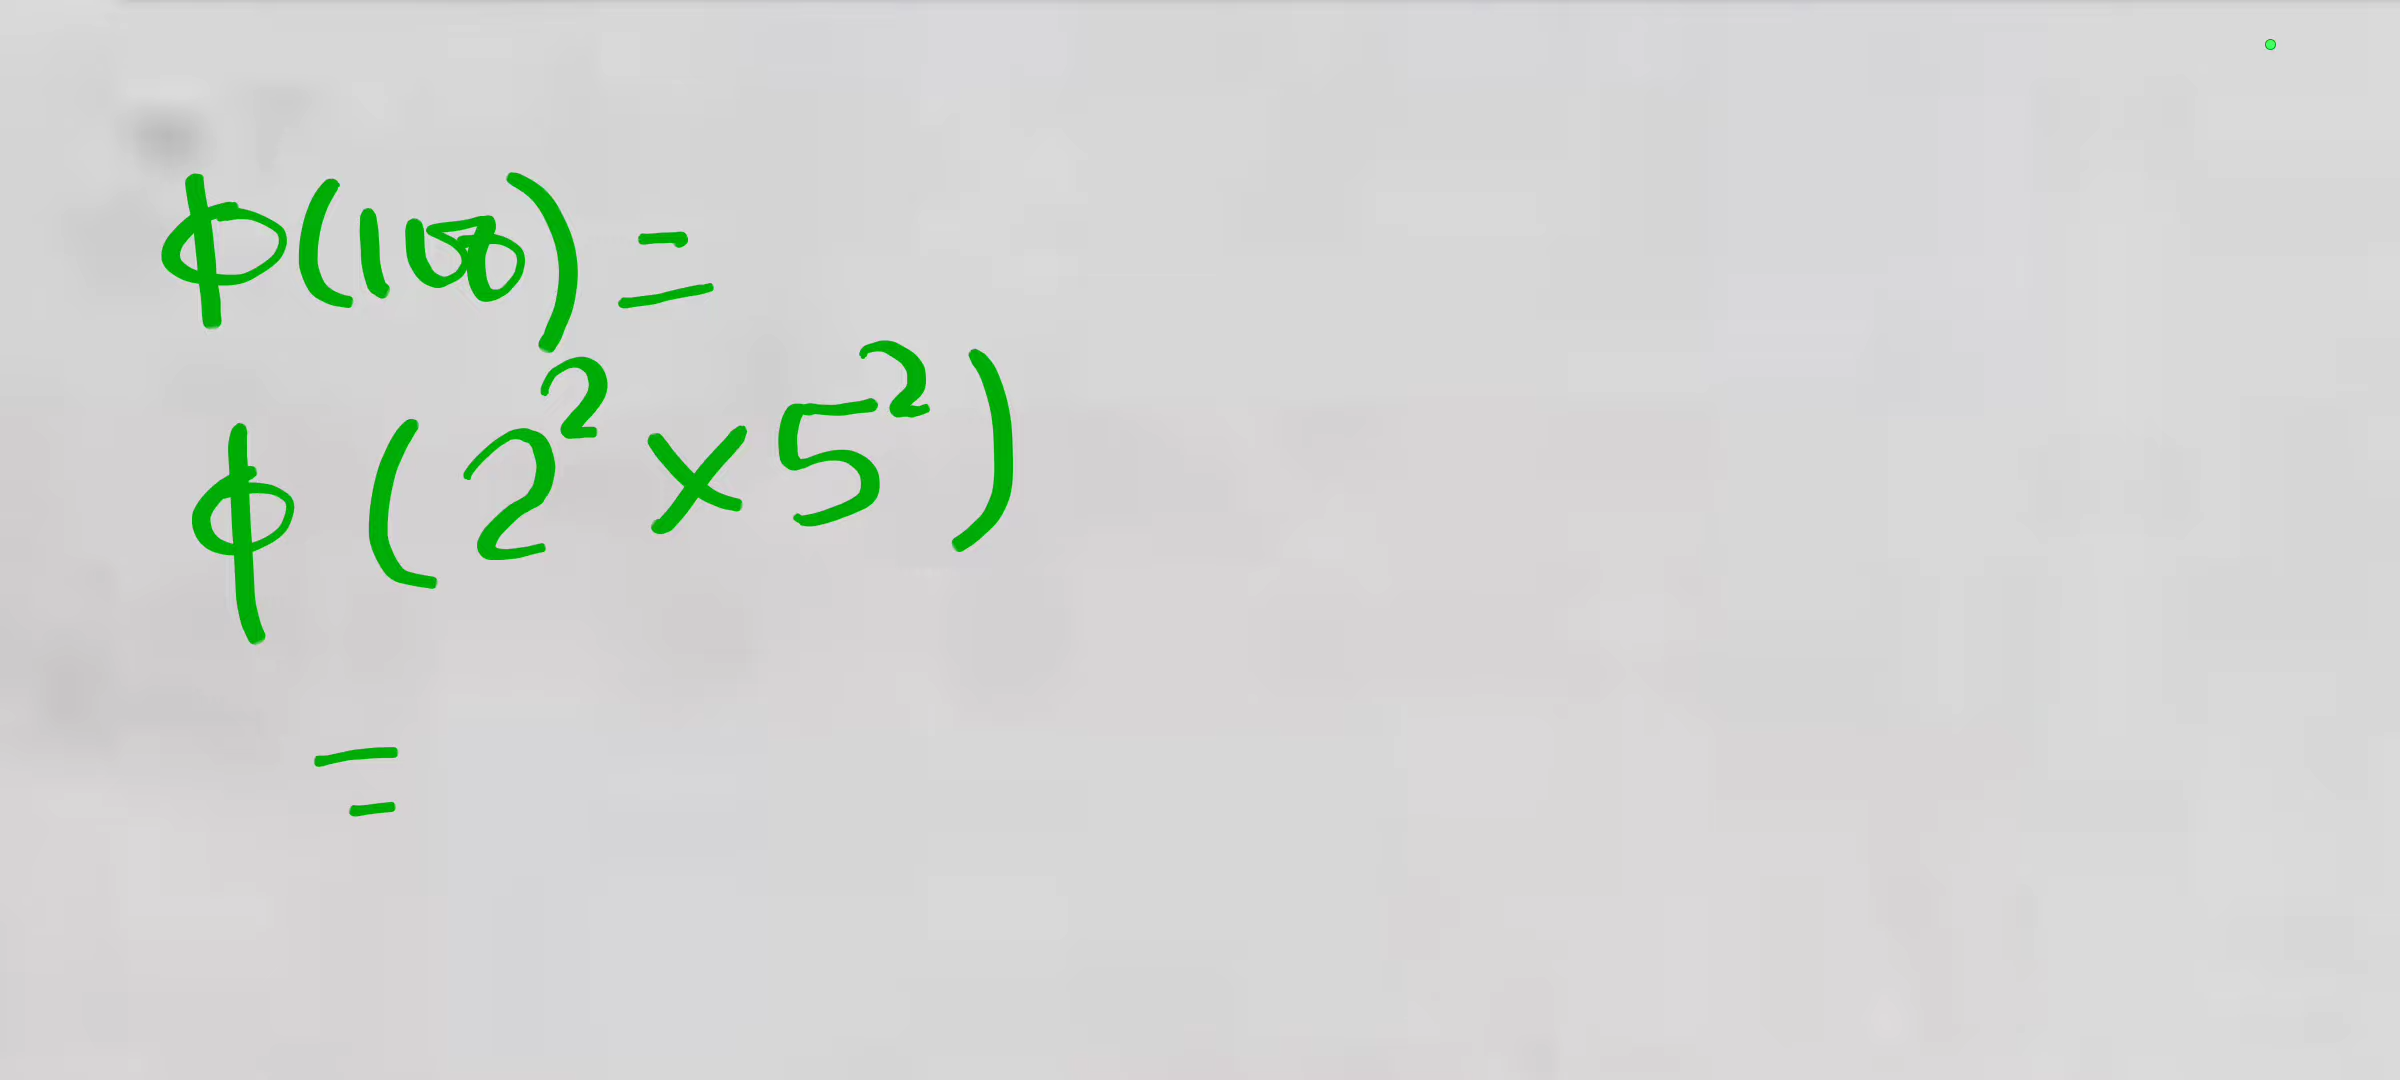 ϕ(100) =
ϕ (2² × 5²)
=